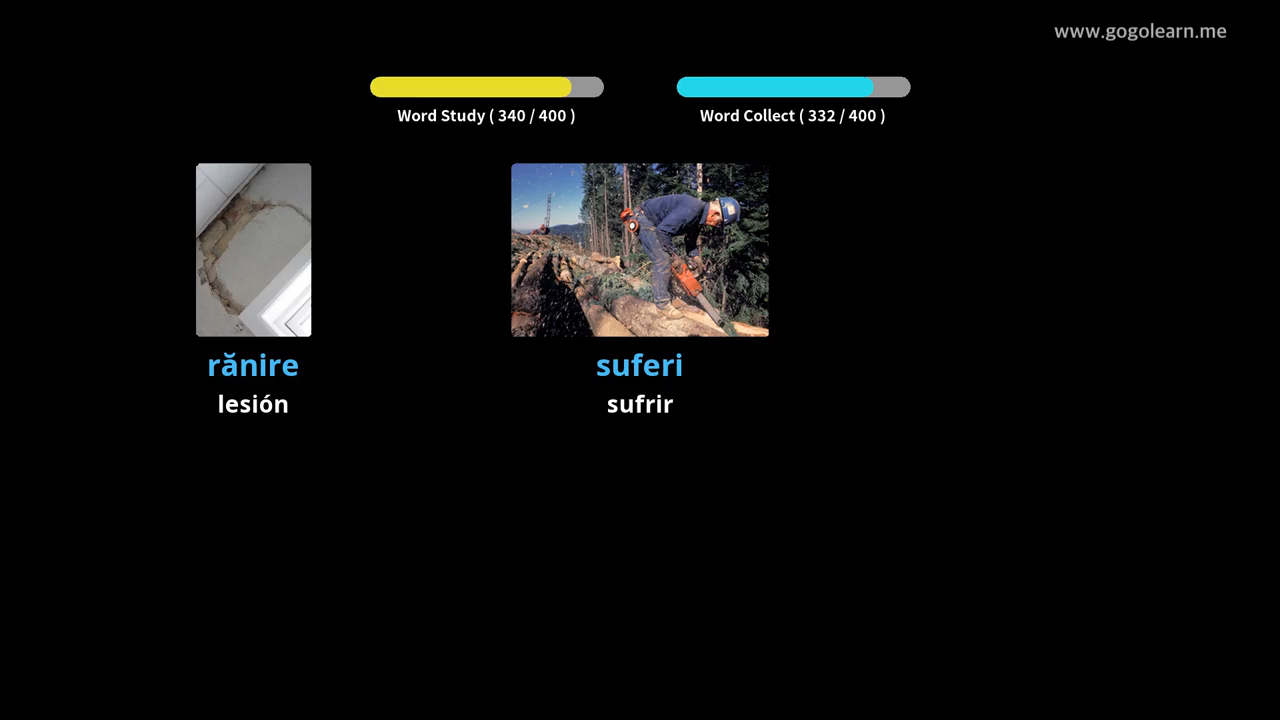 www.gogolearn.me
Word Study ( 340 / 400 )
Word Collect ( 332 / 400 )
rănire
lesión
suferi
sufrir